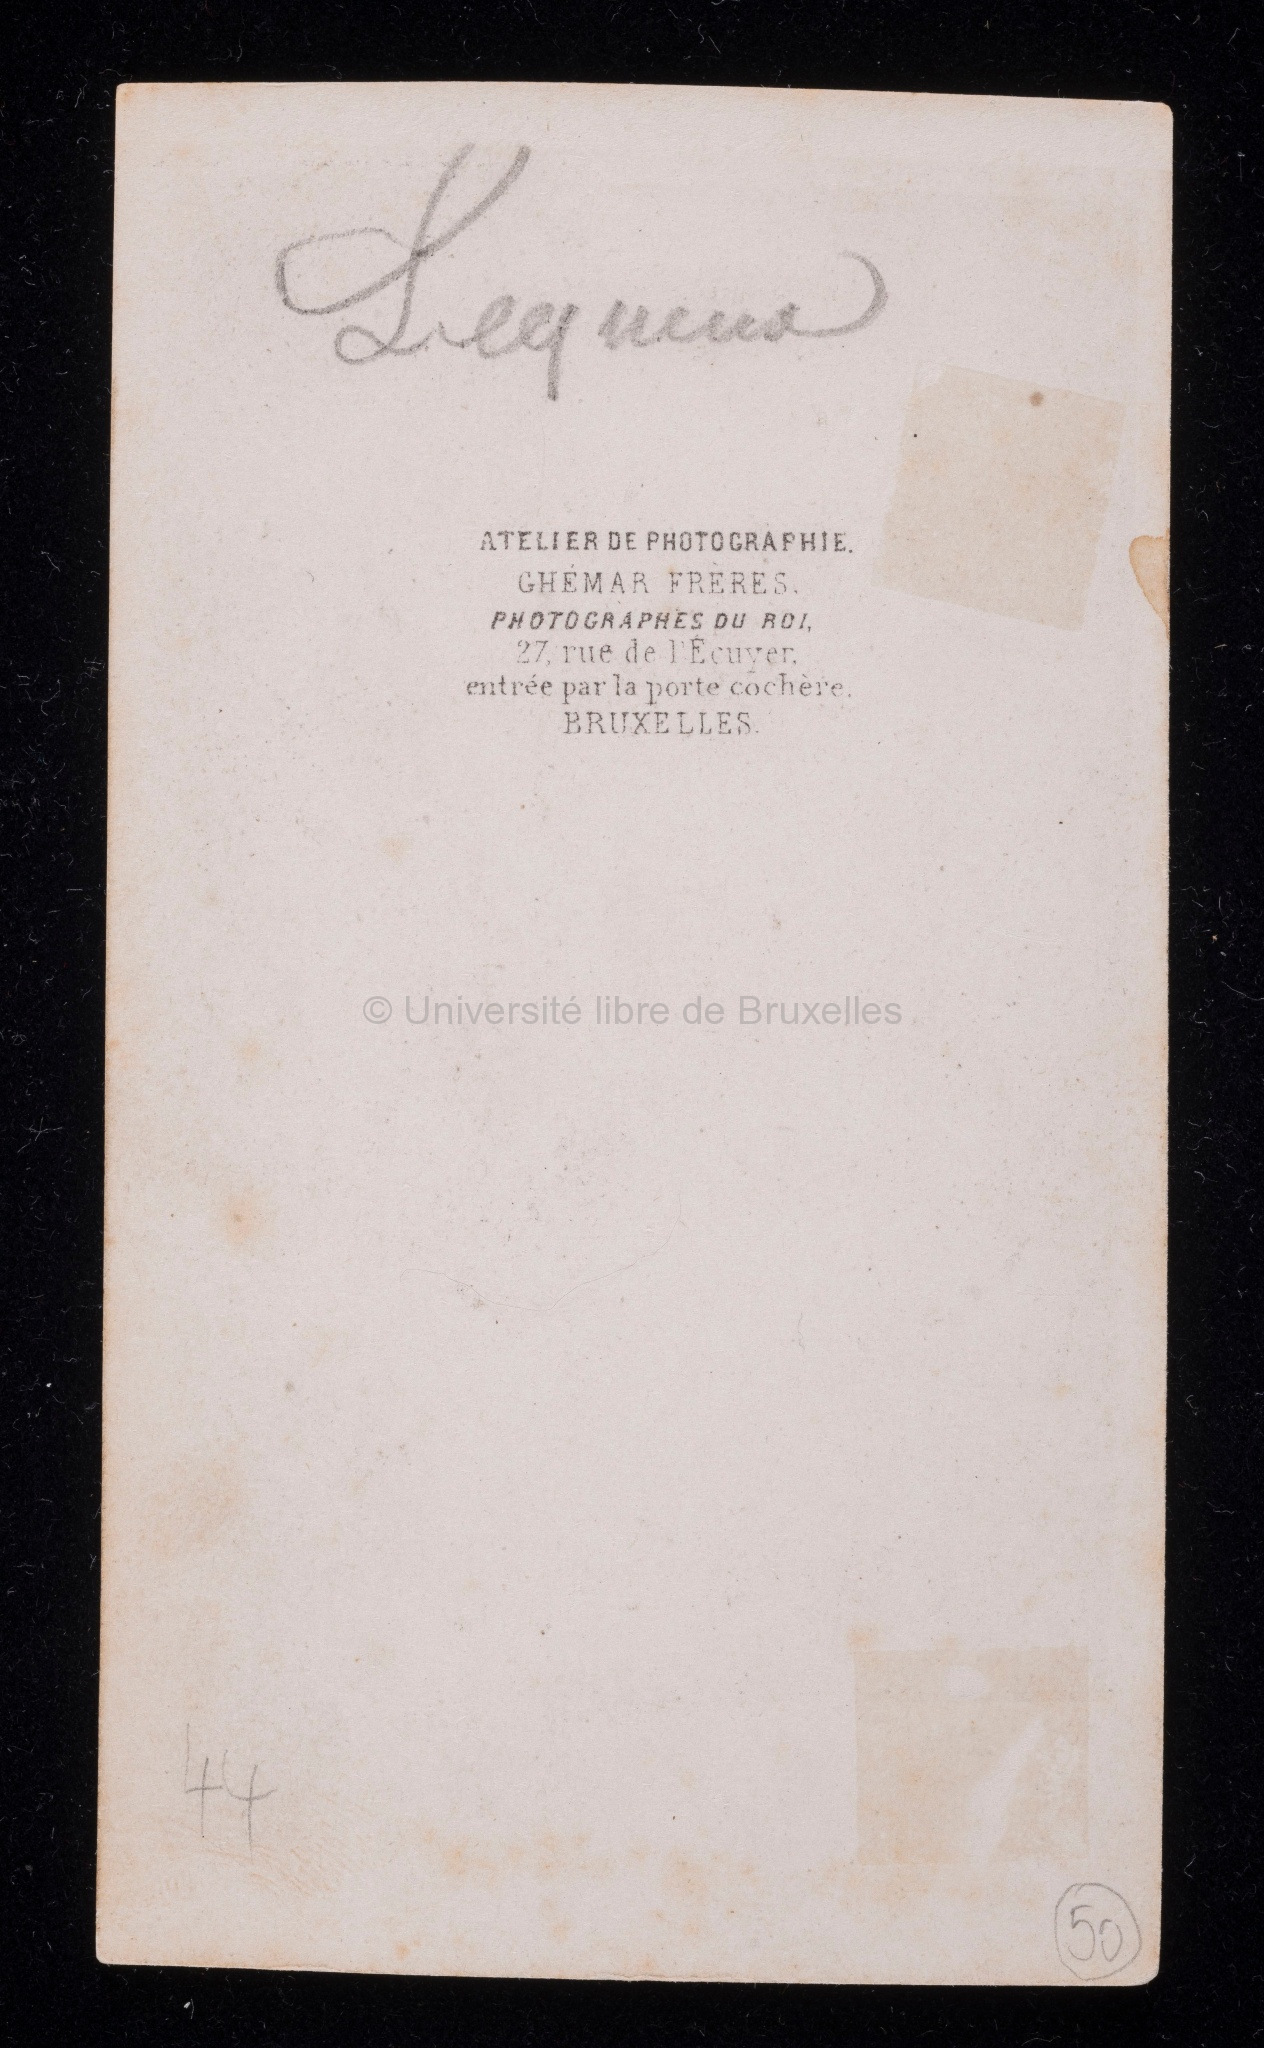 Lequeux
ATELIER DE PHOTOGRAPHIE.
GHÉMAR FRÈRES,
PHOTOGRAPHES DU ROI,
27, rue de l'Écuyer,
entrée par la porte cochère.
BRUXELLES.
© Université libre de Bruxelles
44
50